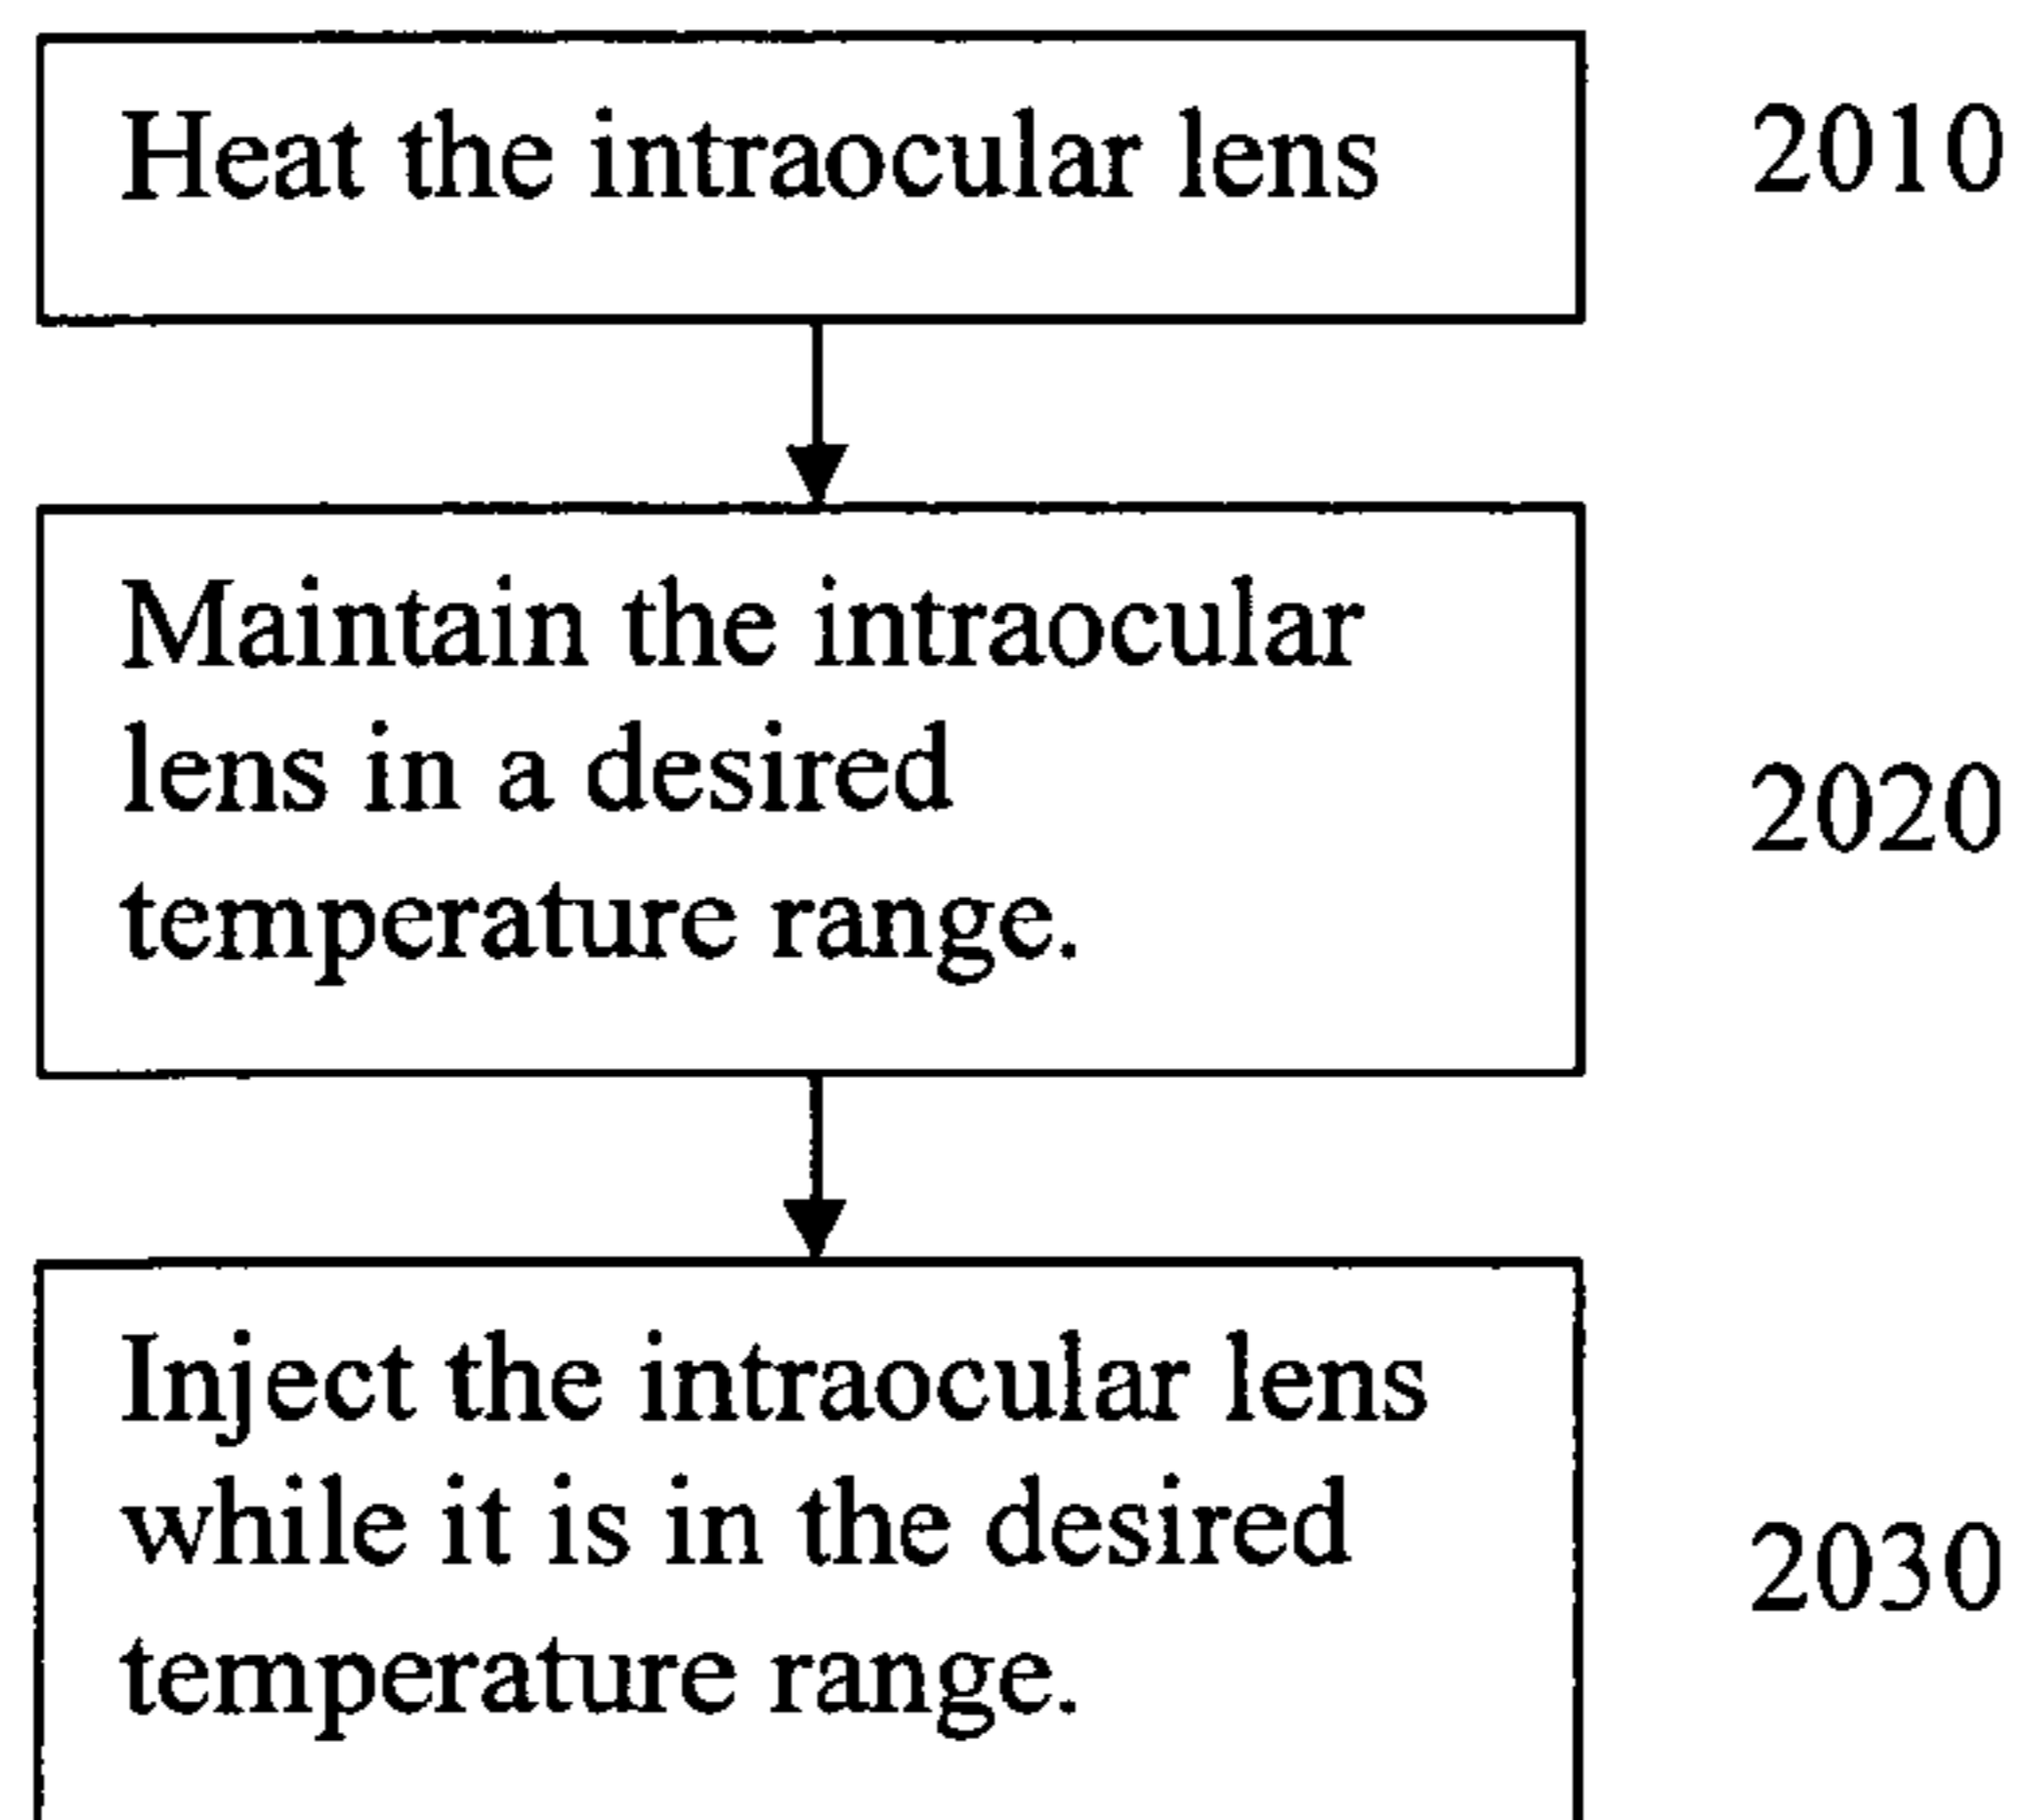 Heat the intraocular lens
2010
Maintain the intraocular
lens in a desired
2020
temperature range.
Inject the intraocular lens
while it is in the desired
2030
temperature range.